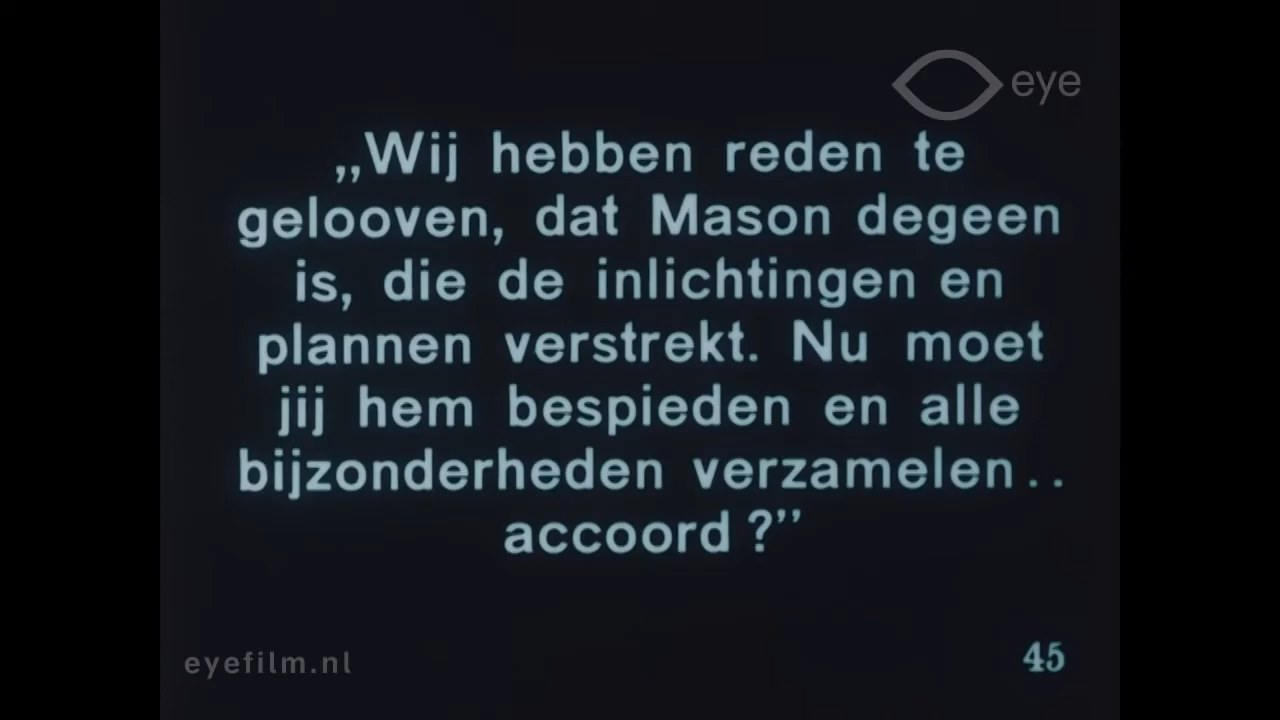 eye
„Wij hebben reden te
gelooven, dat Mason degeen
is, die de inlichtingen en
plannen verstrekt. Nu moet
jij hem bespieden en alle
bijzonderheden verzamelen..
accoord ?”
eyefilm.nl
45